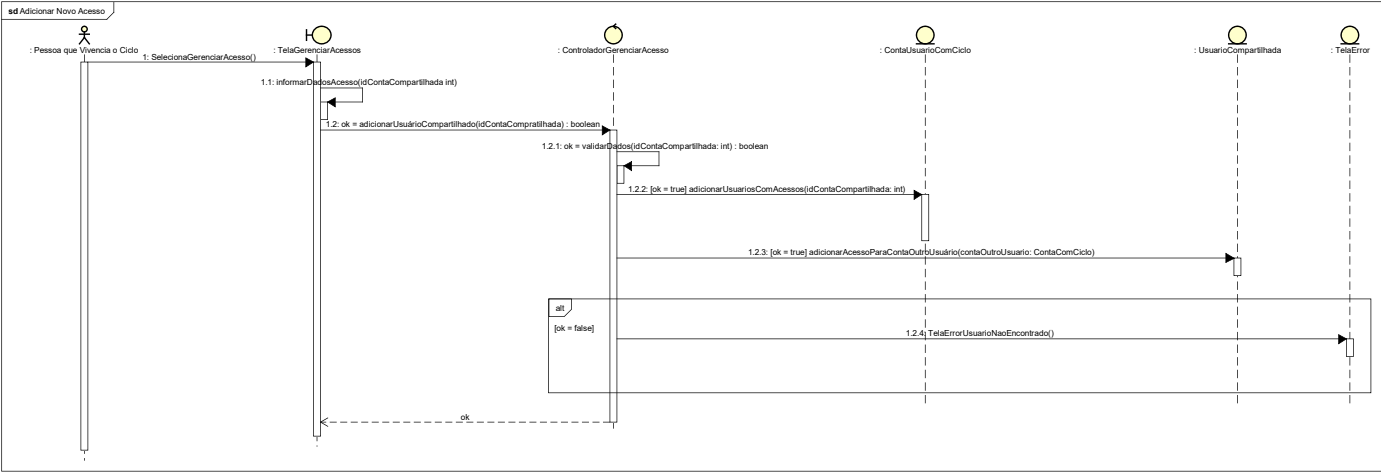 sd Adicionar Novo Acesso
: Pessoa que Vivencia o Ciclo
: TelaGerenciarAcessos
: ControladorGerenciarAcesso
: ContaUsuarioComCiclo
: UsuarioCompartilhada
: TelaError
1: SelecionaGerenciarAcesso()
1.1: informarDadosAcesso(idContaCompartilhada int)
1.2: ok = adicionarUsuárioCompartilhado(idContaCompratilhada) : boolean
1.2.1: ok = validarDados(idContaCompartilhada: int) : boolean
1.2.2: [ok = true] adicionarUsuariosComAcessos(idContaCompartilhada: int)
1.2.3: [ok = true] adicionarAcessoParaContaOutroUsuário(contaOutroUsuario: ContaComCiclo)
alt
[ok = false]
1.2.4: TelaErrorUsuarioNaoEncontrado()
ok